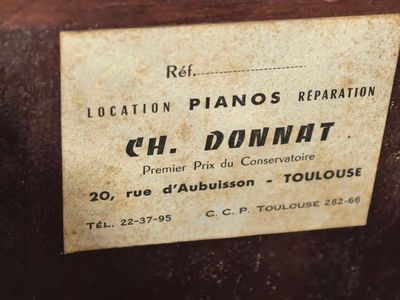 Réf.
LOCATION PIANOS RÉPARATION
CH. DONNAT
Premier Prix du Conservatoire
20, rue d'Aubuisson - TOULOUSE
TÉL. 22-37-95 C. C. P. TOULOUSE 282-66